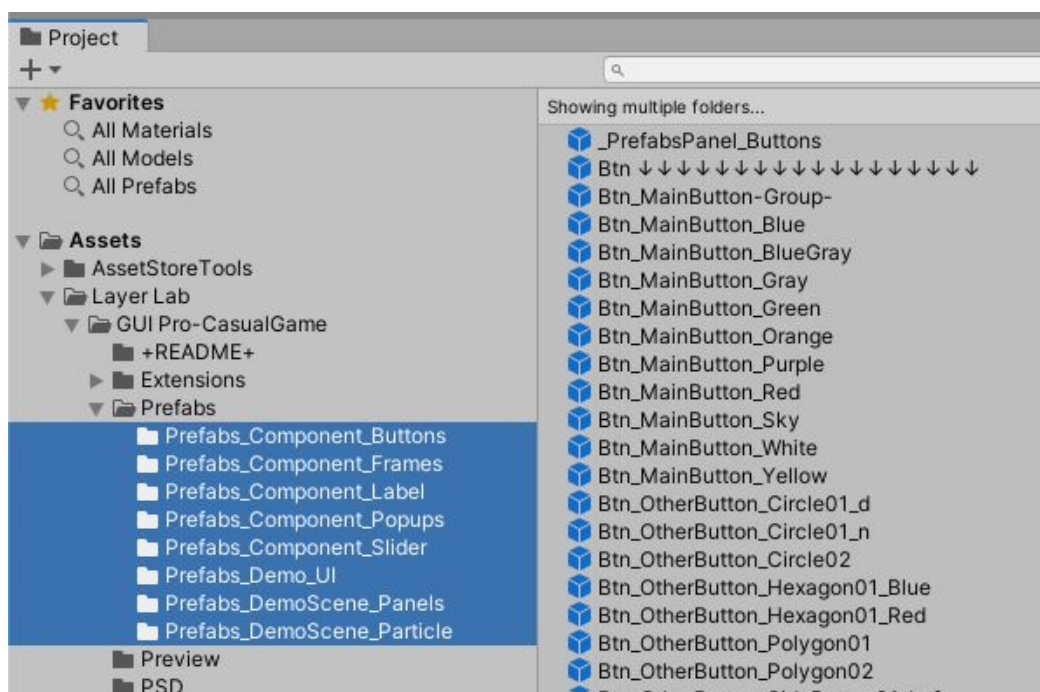 Project
Favorites
All Materials
All Models
All Prefabs
Assets
AssetStoreTools
Layer Lab
GUI Pro-CasualGame
+README+
Extensions
Prefabs
Prefabs_Component_Buttons
Prefabs_Component_Frames
Prefabs_Component_Label
Prefabs_Component_Popups
Prefabs_Component_Slider
Prefabs_Demo_UI
Prefabs_DemoScene_Panels
Prefabs_DemoScene_Particle
Preview
PSD
Showing multiple folders...
_PrefabsPanel_Buttons
Btn ↓↓↓↓↓↓↓↓↓↓↓↓↓↓↓↓↓↓
Btn_MainButton-Group-
Btn_MainButton_Blue
Btn_MainButton_BlueGray
Btn_MainButton_Gray
Btn_MainButton_Green
Btn_MainButton_Orange
Btn_MainButton_Purple
Btn_MainButton_Red
Btn_MainButton_Sky
Btn_MainButton_White
Btn_MainButton_Yellow
Btn_OtherButton_Circle01_d
Btn_OtherButton_Circle01_n
Btn_OtherButton_Circle02
Btn_OtherButton_Hexagon01_Blue
Btn_OtherButton_Hexagon01_Red
Btn_OtherButton_Polygon01
Btn_OtherButton_Polygon02